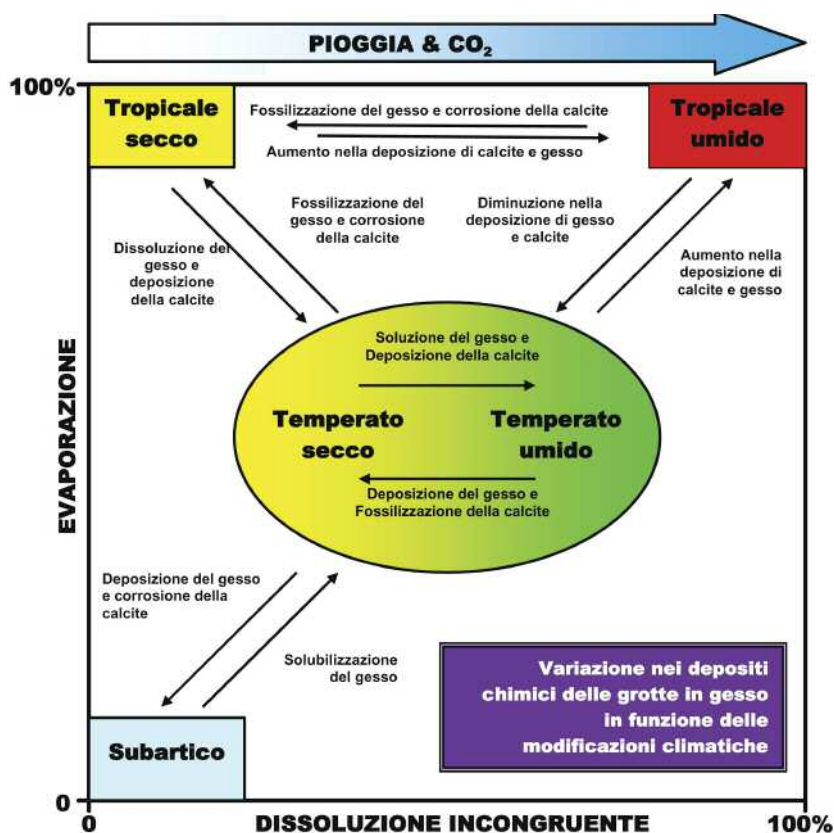 PIOGGIA & CO₂
100%
Tropicale
secco
Fossilizzazione del gesso e corrosione della calcite
Aumento nella deposizione di calcite e gesso
Tropicale
umido
Fossilizzazione del
gesso e corrosione
della calcite
Diminuzione nella
deposizione di gesso
e calcite
Dissoluzione del
gesso e
deposizione
della calcite
Aumento nella
deposizione di
calcite e gesso
EVAPORAZIONE
Soluzione del gesso e
Deposizione della calcite
Temperato
secco
Temperato
umido
Deposizione del gesso e
Fossilizzazione della calcite
Deposizione del gesso
e corrosione della
calcite
Solubilizzazione
del gesso
Variazione nei depositi
chimici delle grotte in gesso
in funzione delle
modificazioni climatiche
Subartico
0
0
DISSOLUZIONE INCONGRUENTE
100%